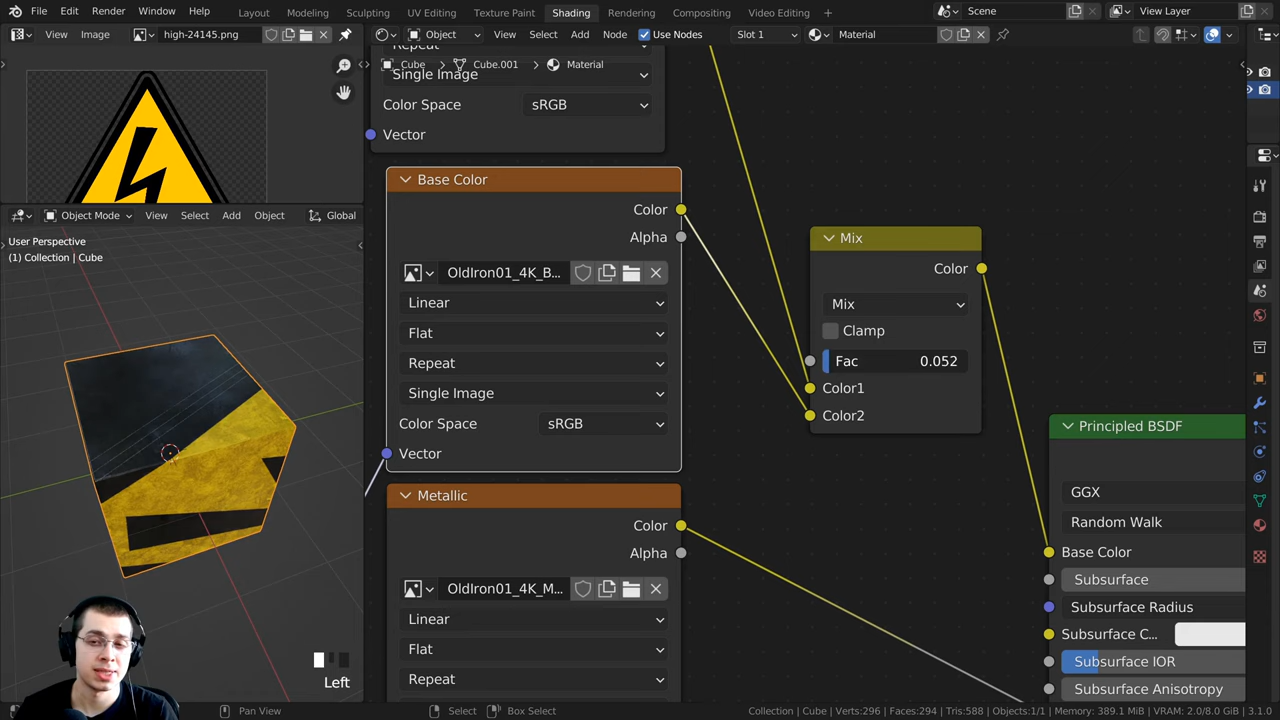 File Edit Render Window Help Layout Modeling Sculpting UV Editing Texture Paint Shading Rendering Compositing Video Editing Scene View Layer
View Image high-24145.png
Object View Select Add Node Use Nodes Slot 1 Material
Repeat
Cube > Cube.001 > Material
Single Image
Color Space sRGB
Vector
Base Color
Color
Alpha
OldIron01_4K_B...
Linear
Flat
Repeat
Single Image
Color Space sRGB
Vector
Metallic
Color
Alpha
OldIron01_4K_M...
Linear
Flat
Repeat
Mix
Color
Mix
Clamp
Fac 0.052
Color1
Color2
Principled BSDF
GGX
Random Walk
Base Color
Subsurface
Subsurface Radius
Subsurface C...
Subsurface IOR
Subsurface Anisotropy
Object Mode View Select Add Object Global
User Perspective
(1) Collection | Cube
Left
Pan View Select Box Select
Collection | Cube | Verts:296 | Faces:294 | Tris:588 | Objects:1/1 | Memory: 389.1 MiB | VRAM: 2.0/8.0 GiB | 3.1.0